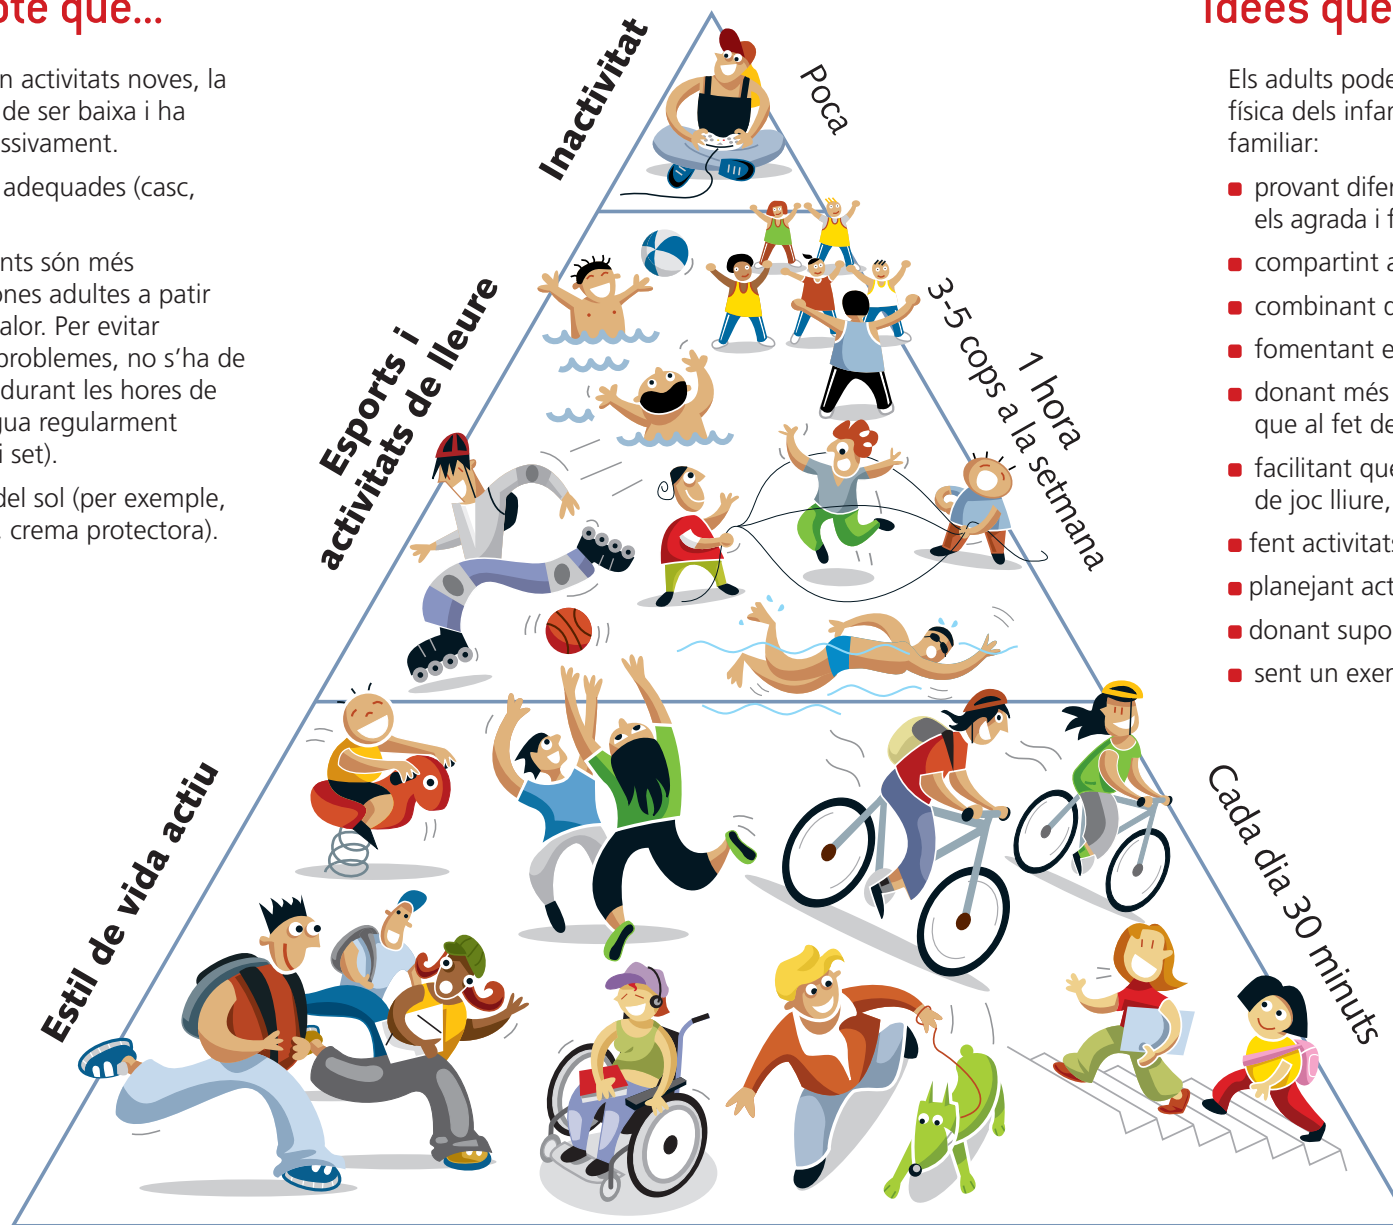 que...
n activitats noves, la
de ser baixa i ha
ssivament.
adequades (casc,
nts són més
ones adultes a patir
alor. Per evitar
problemes, no s’ha de
durant les hores de
gua regularment
i set).
del sol (per exemple,
crema protectora).
Inactivitat
Poca
Esports i
activitats de lleure
1 hora
3-5 cops a la setmana
Estil de vida actiu
Cada dia 30 minuts
Idees que
Els adults pode
física dels infan
familiar:
provant difer
els agrada i f
compartint a
combinant
fomentant e
donant més
que al fet de
facilitant que
de joc lliure,
fent activitats
planejant act
donant supo
sent un exem